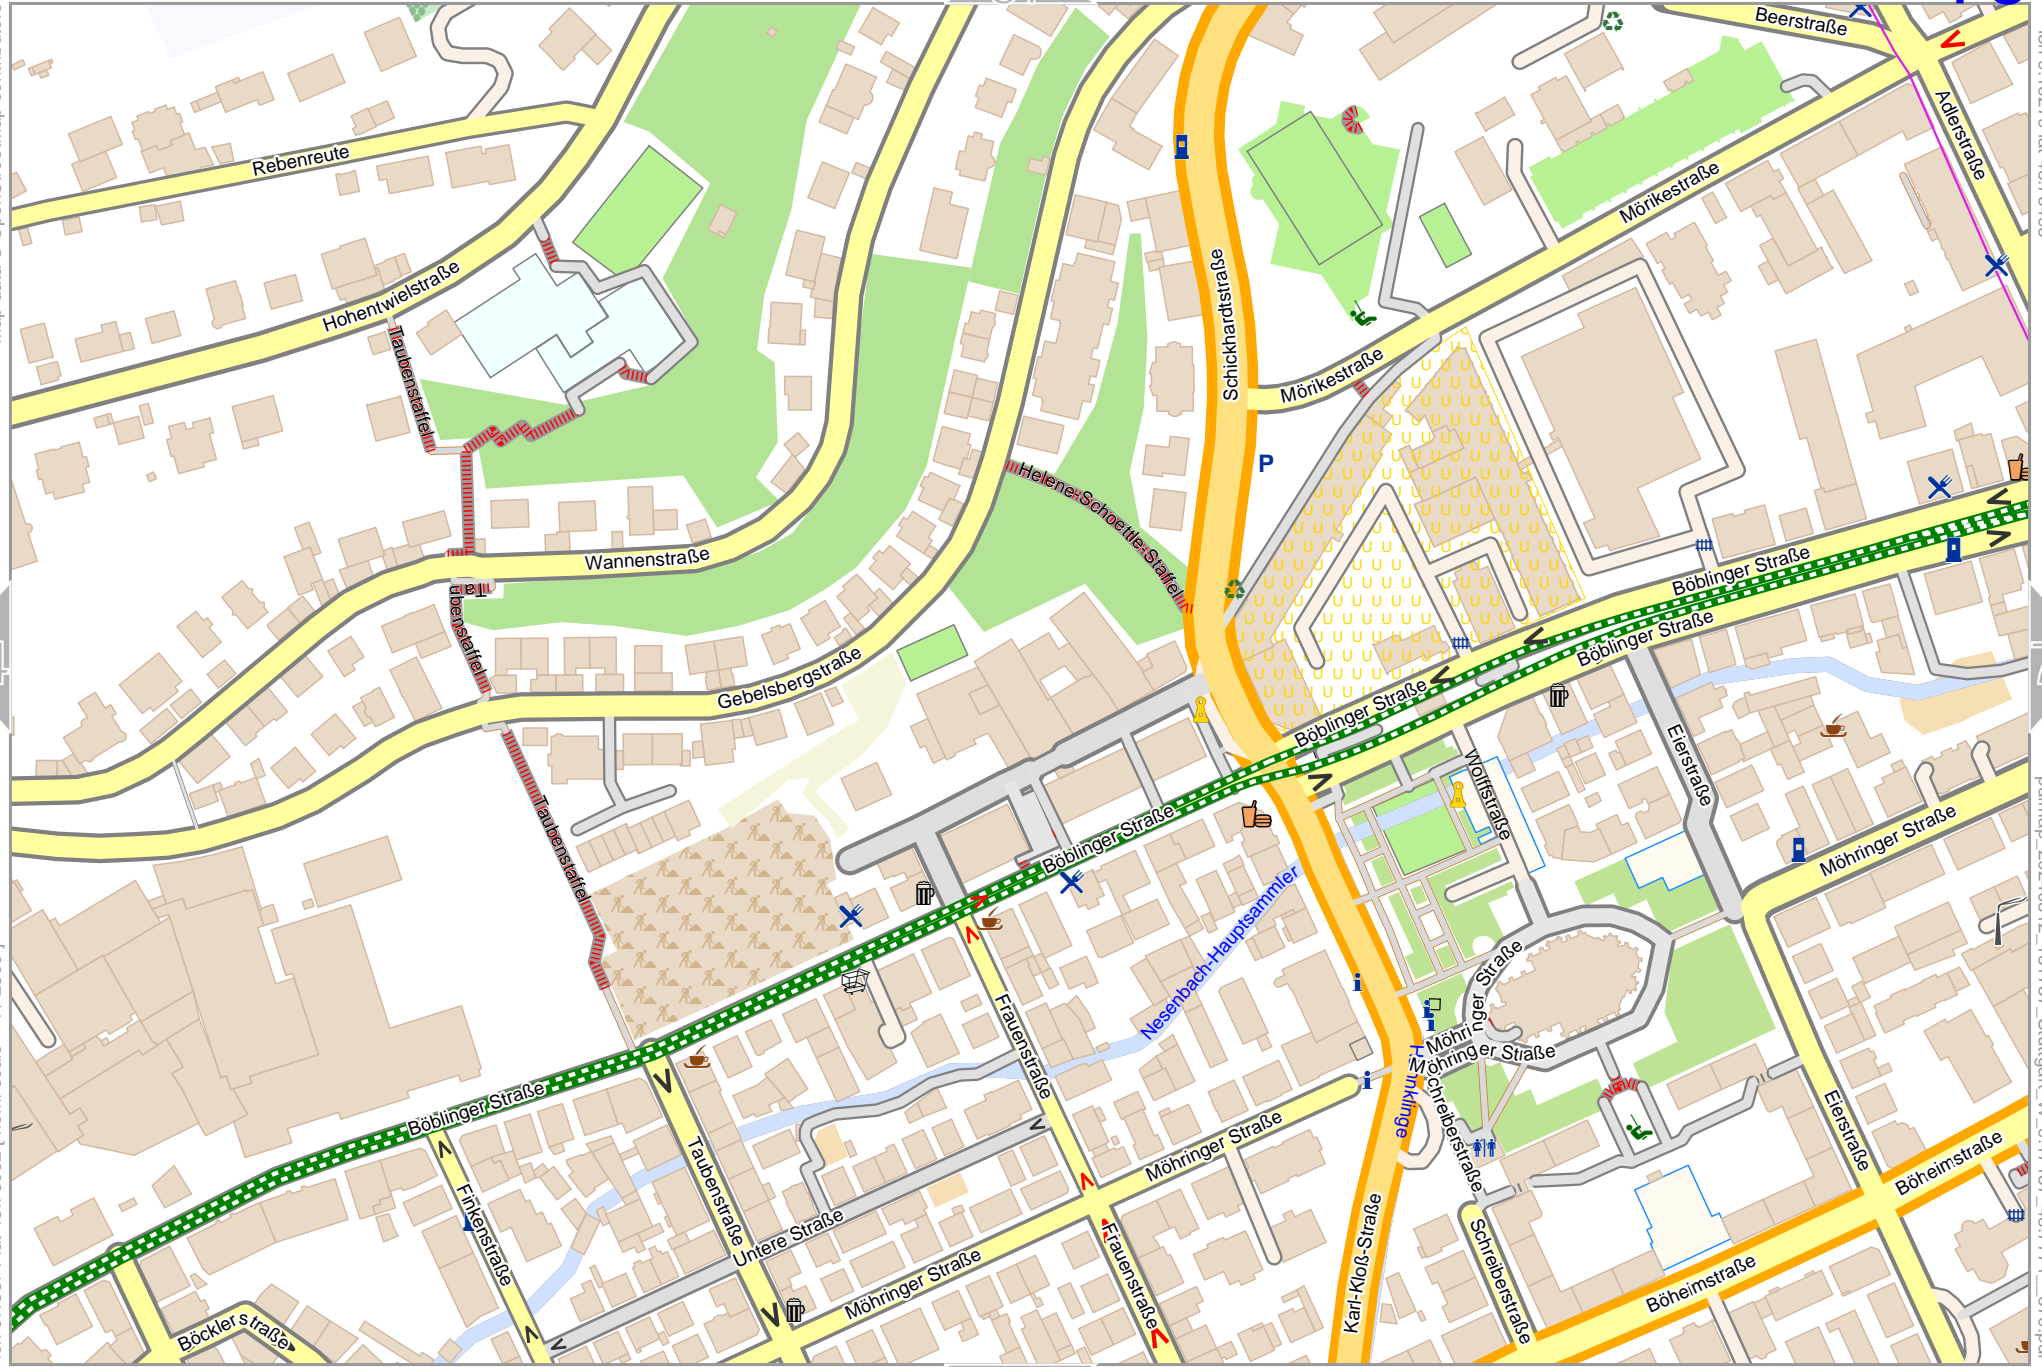 Beerstraße
Adlerstraße
Rebenreute
Mörikestraße
Hohentwielstraße
Schickhardtstraße
Taubenstaffel
Mörikestraße
P
Helene-Schoettle-Staffel
Wannenstraße
Böblinger Straße
Taubenstaffel
Böblinger Straße
Gebelsbergstraße
Böblinger Straße
Eierstraße
Wolffstraße
Taubenstaffel
Böblinger Straße
Möhringer Straße
Nesenbach-Hauptsammler
Möhringer Straße
Frauenstraße
Möhringer Straße
Böblinger Straße
Schreiberstraße
Eierstraße
Möhringer Straße
Böheimstraße
Taubenstraße
Finkenstraße
Untere Straße
Karl-Kloß-Straße
Frauenstraße
Schreiberstraße
Möhringer Straße
Böheimstraße
Böcklerstraße